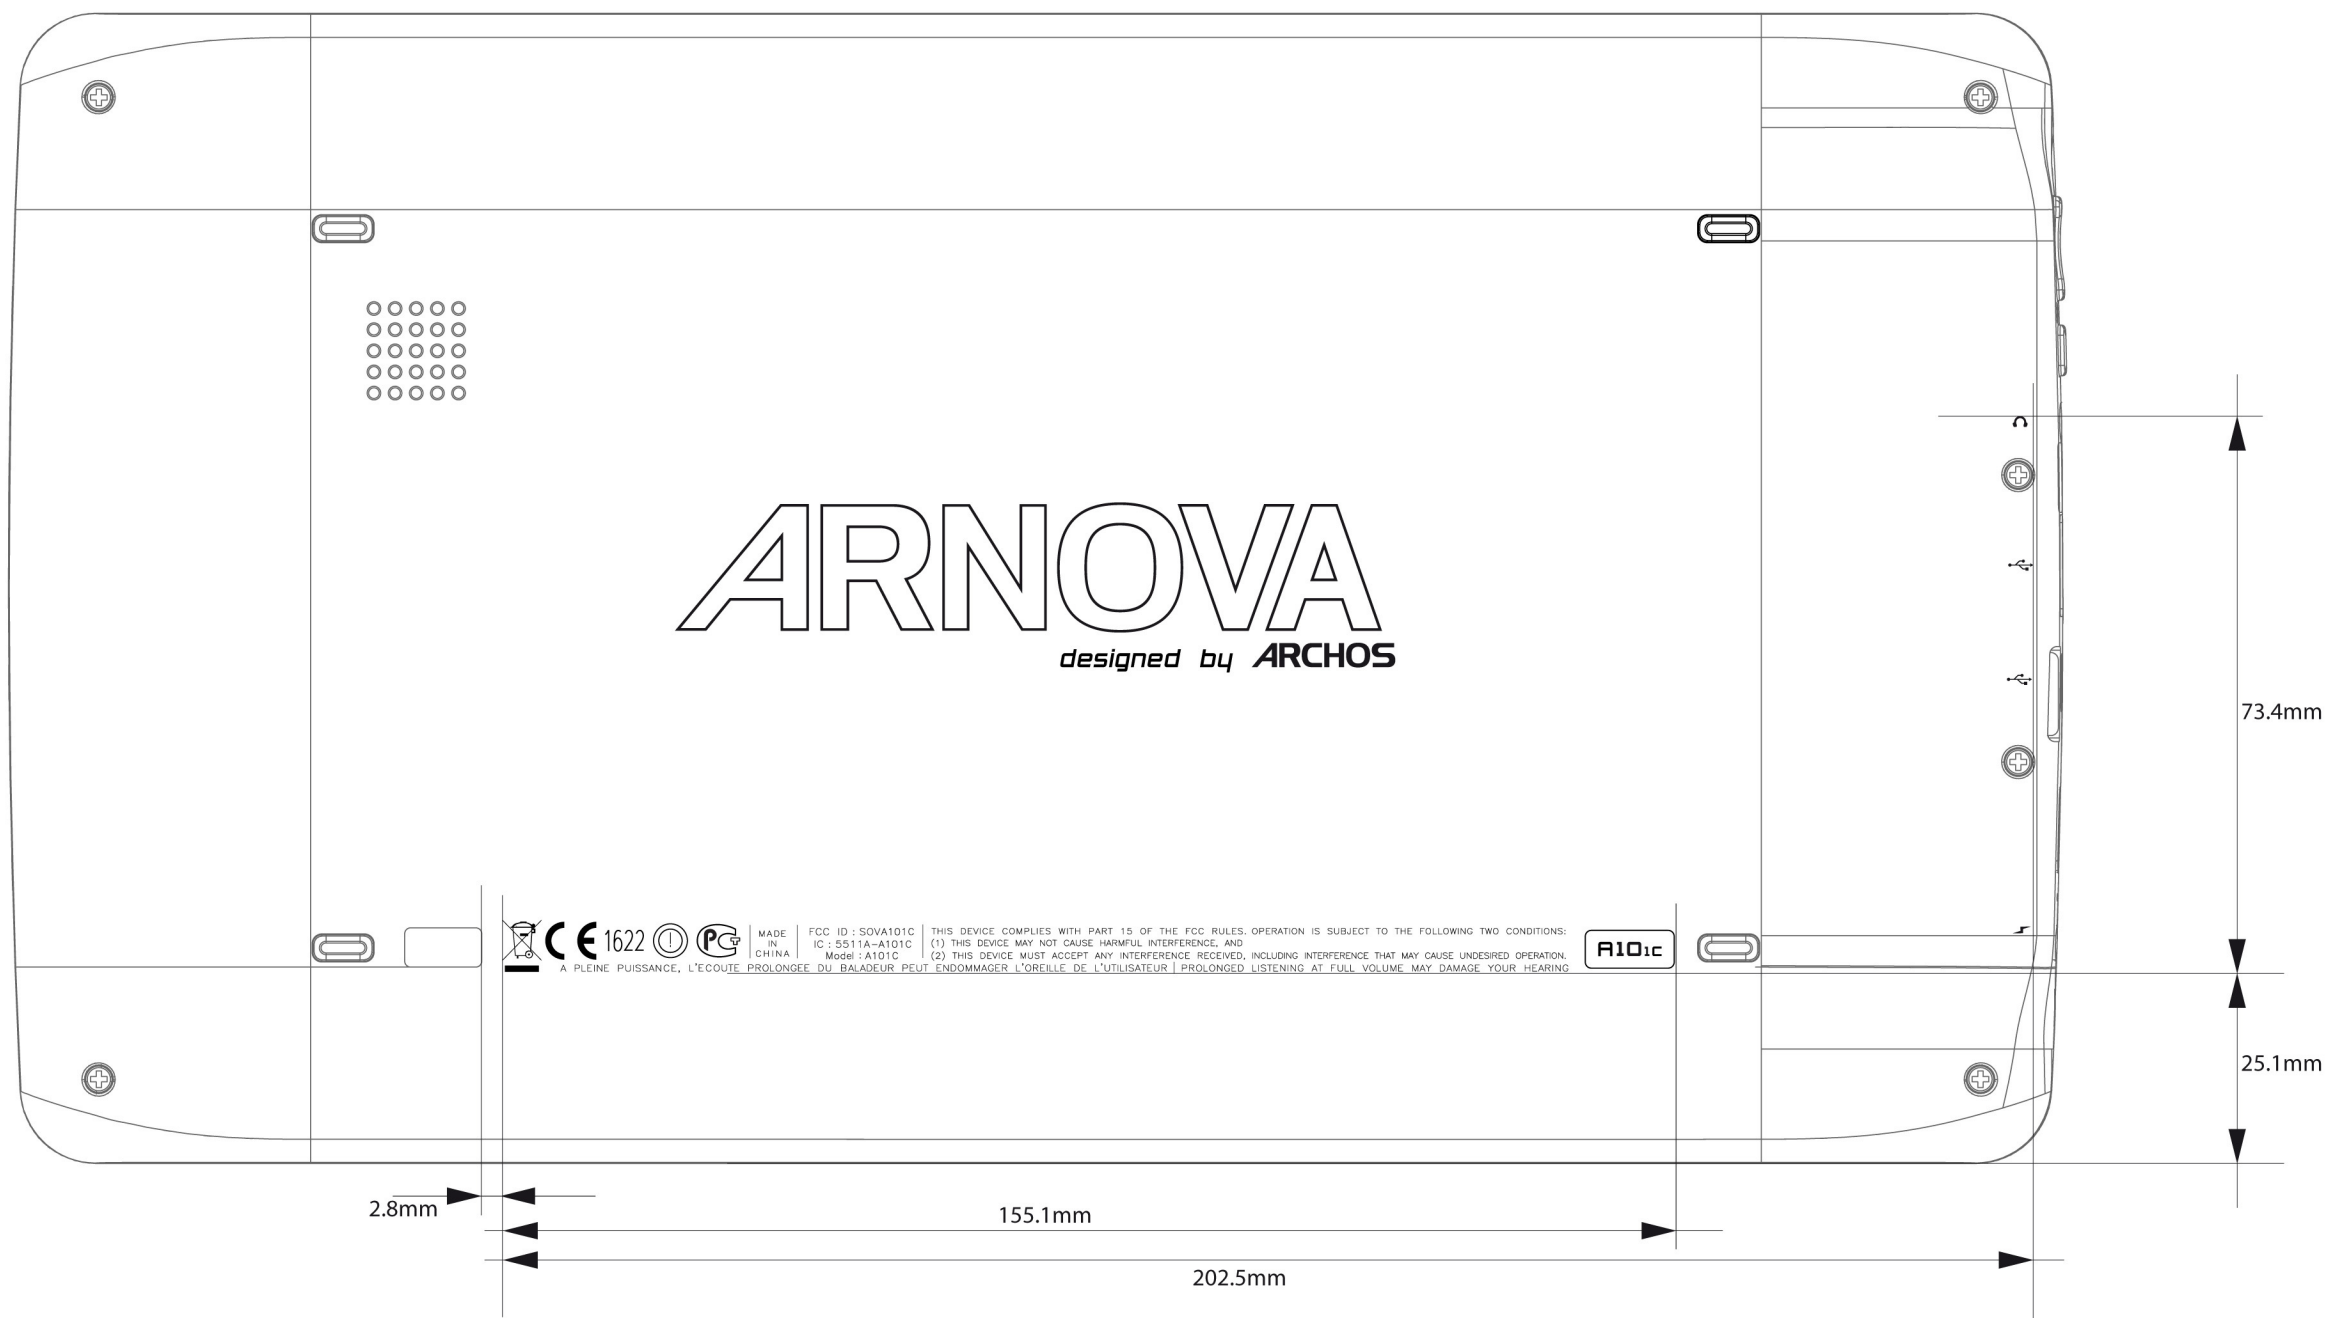 ARNOVA
designed by ARCHOS
73.4mm
1622
MADE
IN
CHINA
FCC ID : SOVA101C
IC : 5511A-A101C
Model : A101C
THIS DEVICE COMPLIES WITH PART 15 OF THE FCC RULES. OPERATION IS SUBJECT TO THE FOLLOWING TWO CONDITIONS:
(1) THIS DEVICE MAY NOT CAUSE HARMFUL INTERFERENCE, AND
(2) THIS DEVICE MUST ACCEPT ANY INTERFERENCE RECEIVED, INCLUDING INTERFERENCE THAT MAY CAUSE UNDESIRED OPERATION.
A PLEINE PUISSANCE, L'ECOUTE PROLONGEE DU BALADEUR PEUT ENDOMMAGER L'OREILLE DE L'UTILISATEUR | PROLONGED LISTENING AT FULL VOLUME MAY DAMAGE YOUR HEARING
A101C
25.1mm
2.8mm
155.1mm
202.5mm